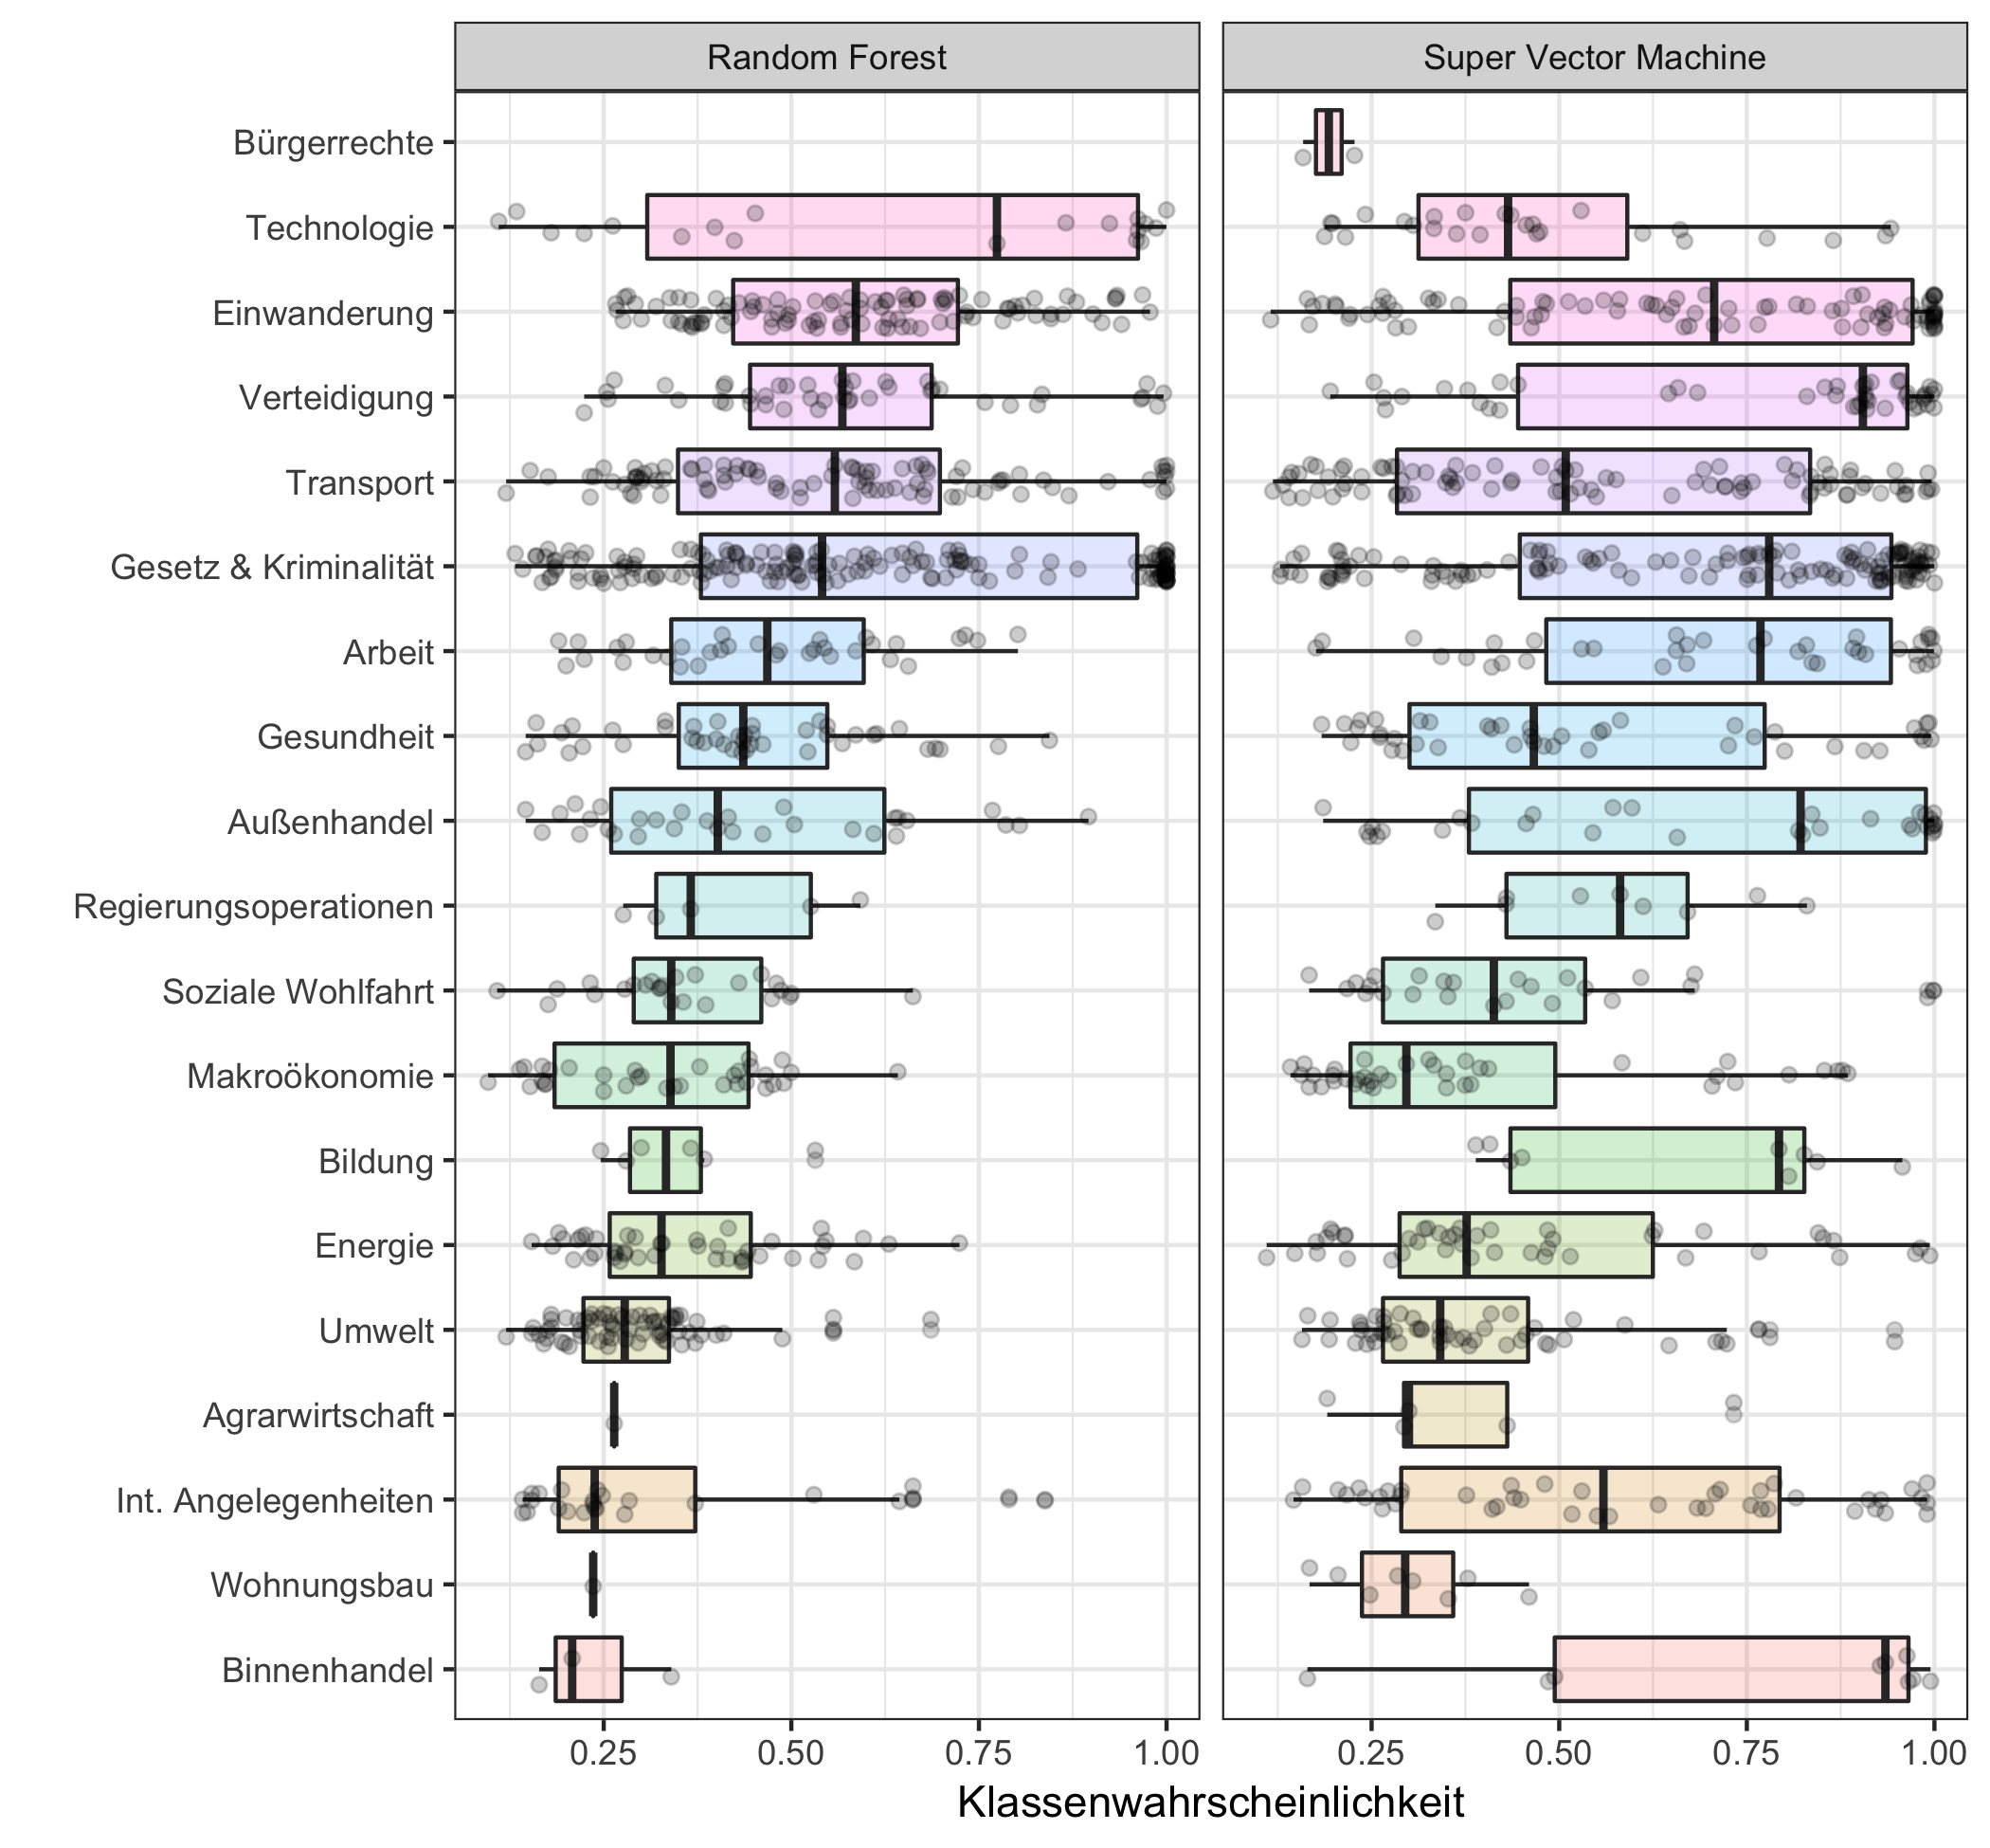 Random Forest
Super Vector Machine
Bürgerrechte
Technologie
Einwanderung
Verteidigung
Transport
Gesetz & Kriminalität
Arbeit
Gesundheit
Außenhandel
Regierungsoperationen
Soziale Wohlfahrt
Makroökonomie
Bildung
Energie
Umwelt
Agrarwirtschaft
Int. Angelegenheiten
Wohnungsbau
Binnenhandel
0.25 0.50 0.75 1.00
0.25 0.50 0.75 1.00
Klassenwahrscheinlichkeit